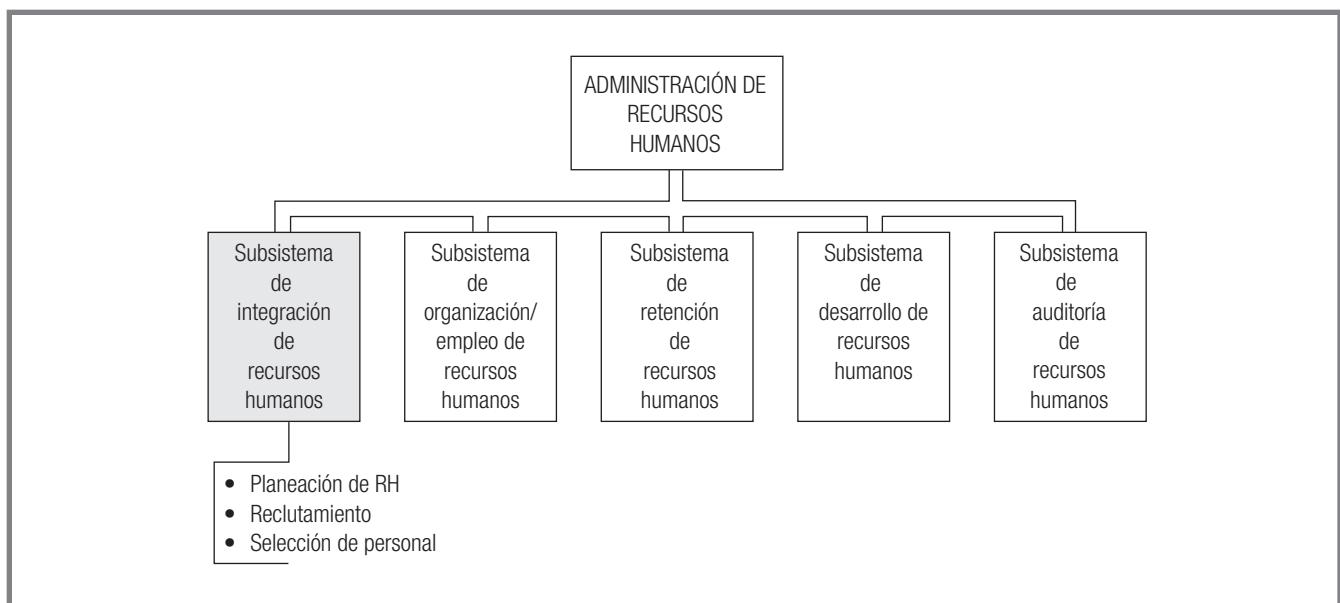 ADMINISTRACIÓN DE
RECURSOS
HUMANOS
Subsistema
de
integración
de
recursos
humanos
Subsistema
de
organización/
empleo de
recursos
humanos
Subsistema
de
retención
de
recursos
humanos
Subsistema
de
desarrollo de
recursos
humanos
Subsistema
de
auditoría
de
recursos
humanos
• Planeación de RH
• Reclutamiento
• Selección de personal